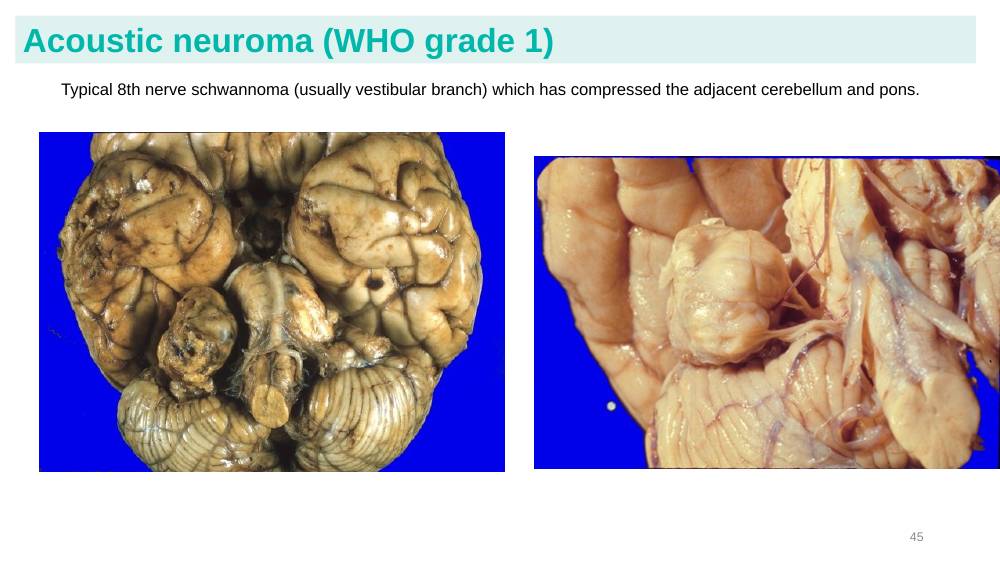 Acoustic neuroma (WHO grade 1)
Typical 8th nerve schwannoma (usually vestibular branch) which has compressed the adjacent cerebellum and pons.
45